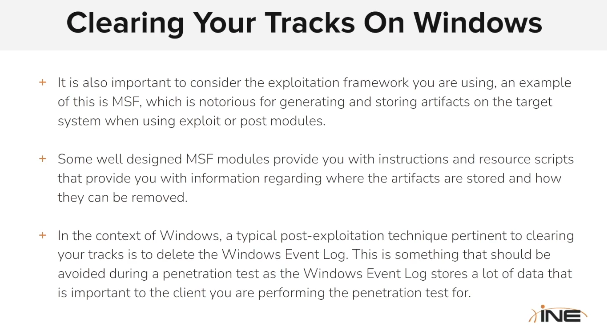 Clearing Your Tracks On Windows
+ It is also important to consider the exploitation framework you are using, an example
of this is MSF, which is notorious for generating and storing artifacts on the target
system when using exploit or post modules.
+ Some well designed MSF modules provide you with instructions and resource scripts
that provide you with information regarding where the artifacts are stored and how
they can be removed.
+ In the context of Windows, a typical post-exploitation technique pertinent to clearing
your tracks is to delete the Windows Event Log. This is something that should be
avoided during a penetration test as the Windows Event Log stores a lot of data that
is important to the client you are performing the penetration test for.
iNE